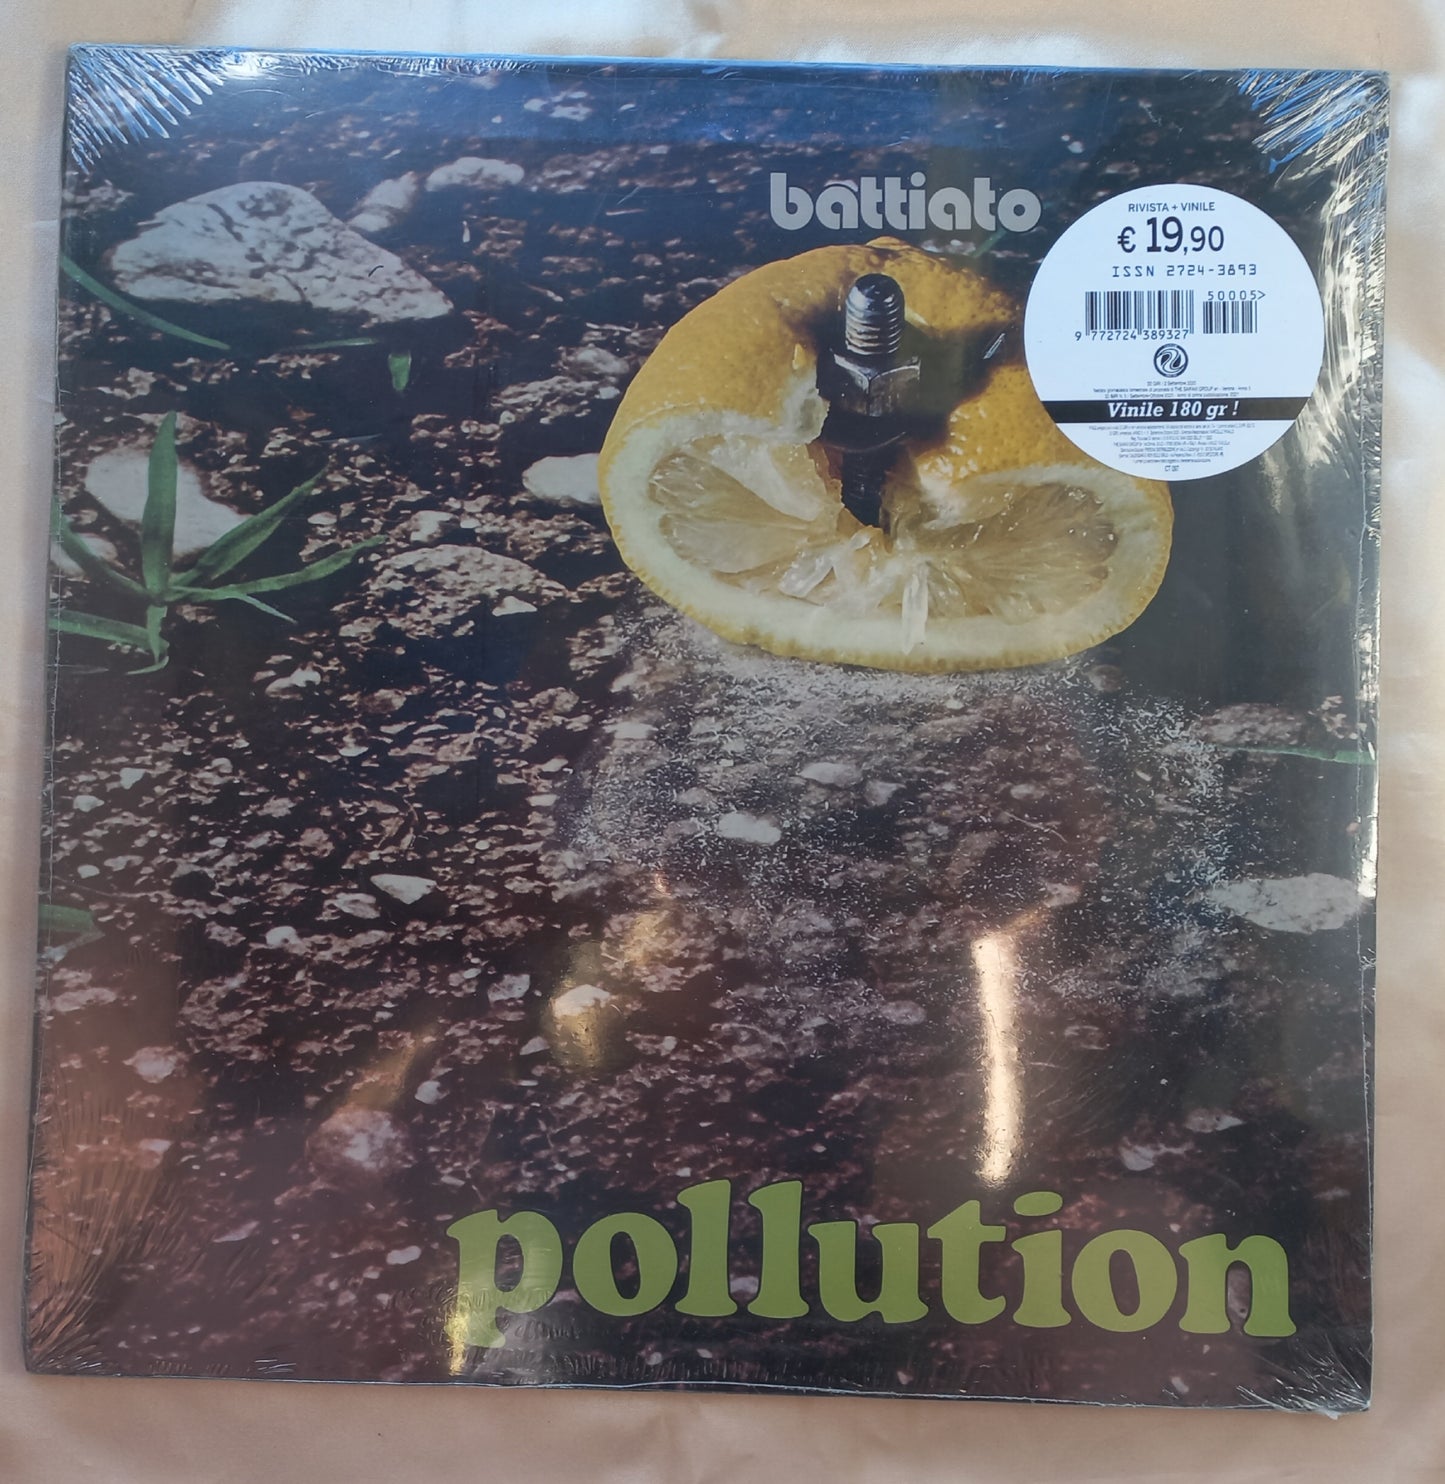 battiato
RIVISTA + VINILE
€ 19,90
ISSN 2724-3893
50005>
9 772724 389327
Vinile 180 gr !
pollution